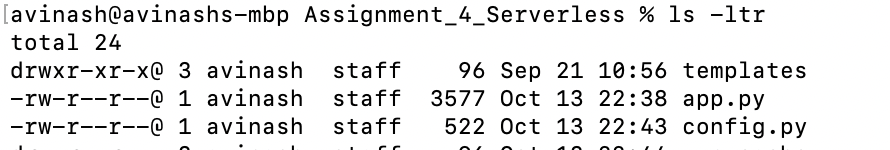 [avinash@avinashs-mbp Assignment_4_Serverless % ls -ltr
total 24
drwxr-xr-x@ 3 avinash  staff    96 Sep 21 10:56 templates
-rw-r--r--@ 1 avinash  staff  3577 Oct 13 22:38 app.py
-rw-r--r--@ 1 avinash  staff   522 Oct 13 22:43 config.py